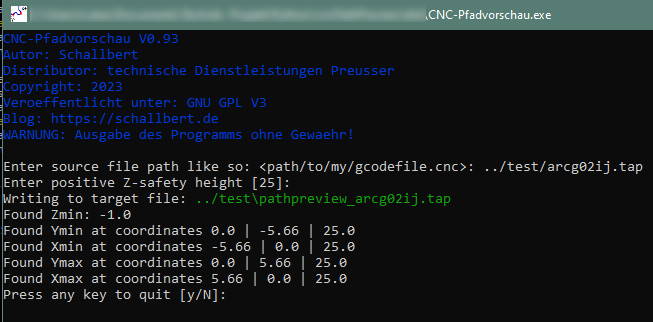 \CNC-Pfadvorschau.exe
CNC-Pfadvorschau V0.93
Autor: Schallbert
Distributor: technische Dienstleistungen Preusser
Copyright: 2023
Veroeffentlicht unter: GNU GPL V3
Blog: https://schallbert.de
WARNUNG: Ausgabe des Programms ohne Gewaehr!
Enter source file path like so: <path/to/my/gcodefile.cnc>: ../test/arcg02ij.tap
Enter positive Z-safety height [25]:
Writing to target file: ../test\pathpreview_arcg02ij.tap
Found Zmin: -1.0
Found Ymin at coordinates 0.0 | -5.66 | 25.0
Found Xmin at coordinates -5.66 | 0.0 | 25.0
Found Ymax at coordinates 0.0 | 5.66 | 25.0
Found Xmax at coordinates 5.66 | 0.0 | 25.0
Press any key to quit [y/N]: